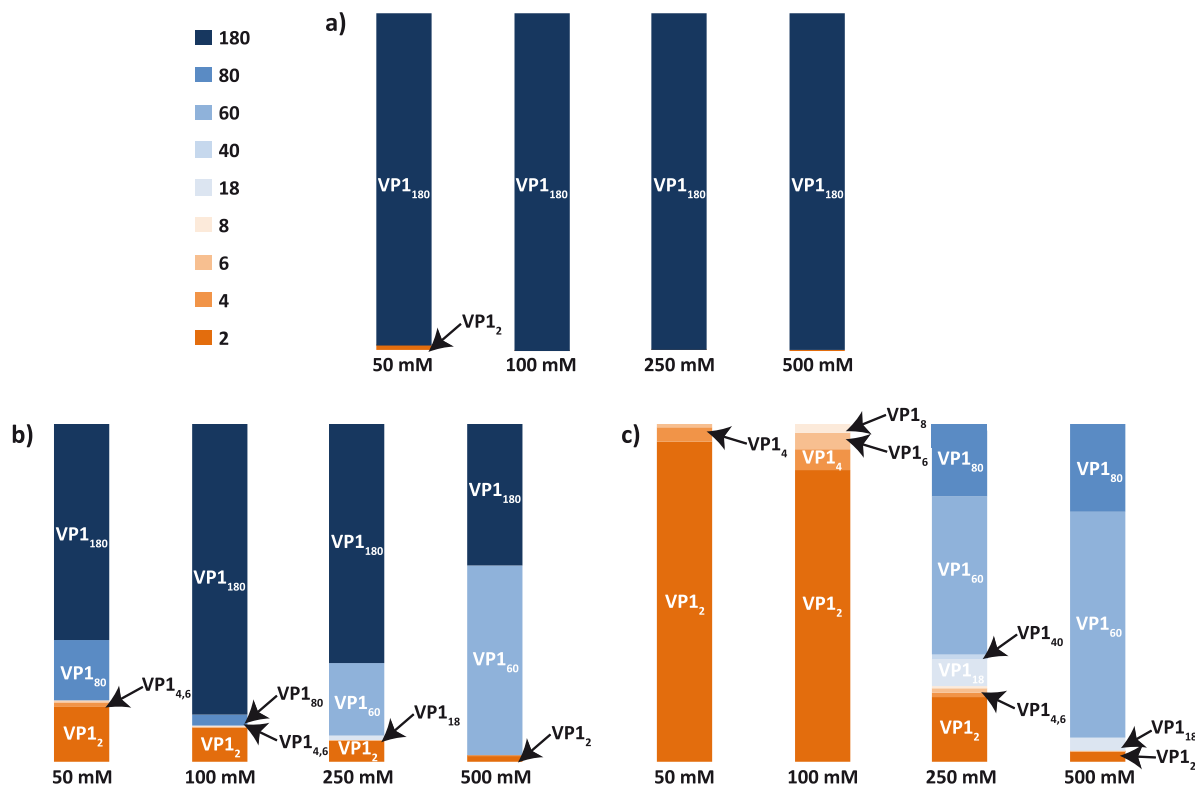 a)
180
80
60
40
18
8
6
4
2
VP1₁₈₀ VP1₁₈₀ VP1₁₈₀ VP1₁₈₀
VP1₂
50 mM 100 mM 250 mM 500 mM
b)
VP1₁₈₀ VP1₁₈₀ VP1₁₈₀ VP1₁₈₀
VP1₈₀ VP1₈₀ VP1₆₀ VP1₆₀
VP1₄,₆ VP1₄,₆ VP1₁₈
VP1₂ VP1₂ VP1₂ VP1₂
50 mM 100 mM 250 mM 500 mM
c)
VP1₈
VP1₄ VP1₄ VP1₆
VP1₈₀ VP1₈₀
VP1₆₀ VP1₆₀
VP1₄₀
VP1₁₈ VP1₁₈
VP1₄,₆
VP1₂ VP1₂ VP1₂ VP1₂
50 mM 100 mM 250 mM 500 mM